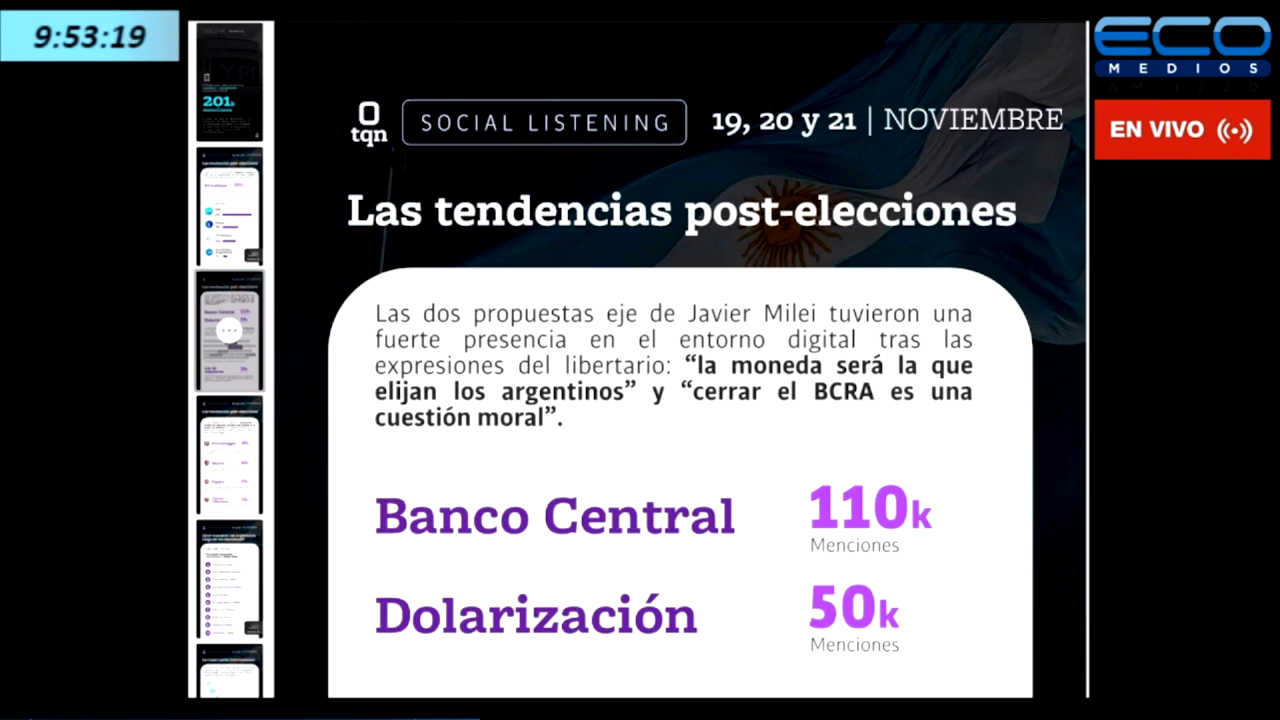 9:53:19
ECO
MEDIOS
AM 1220
EN VIVO
201k
tqn
SOCIAL LISTENING
19, 20 y 21 | NOVIEMBRE
Las tendencias post-elecciones
Las dos propuestas eje de Javier Milei tuvieron una
fuerte presencia en el entorno digital tras las
expresiones del libertario: “la moneda será la que
elijan los argentinos” y “cerrar el BCRA es una
cuestión moral”.
Banco Central 110k
Menciones
Dolarización 50k
Menciones